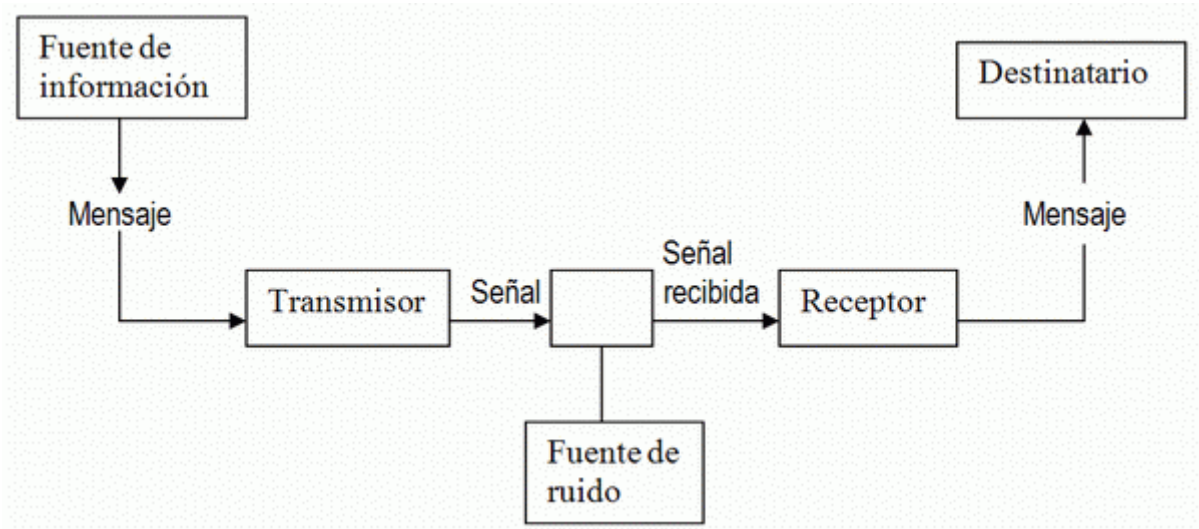 Fuente de
información
Destinatario
Mensaje
Mensaje
Transmisor
Señal
Señal
recibida
Receptor
Fuente de
ruido